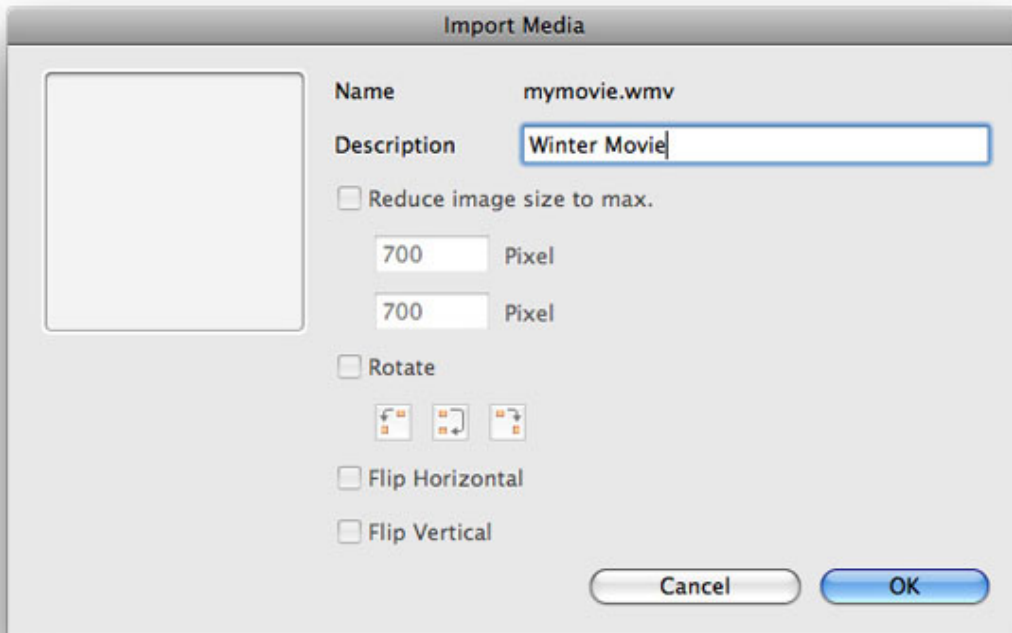 Import Media
Name mymovie.wmv
Description Winter Movie
Reduce image size to max.
700 Pixel
700 Pixel
Rotate
Flip Horizontal
Flip Vertical
Cancel OK